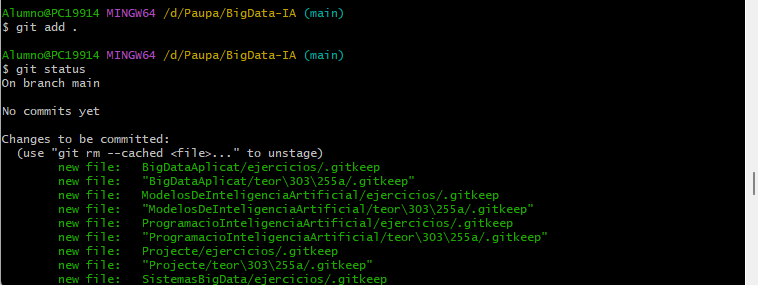 Alumno@PC19914 MINGW64 /d/Paupa/BigData-IA (main)
$ git add .
Alumno@PC19914 MINGW64 /d/Paupa/BigData-IA (main)
$ git status
On branch main
No commits yet
Changes to be committed:
(use "git rm --cached <file>..." to unstage)
new file: BigDataAplicat/ejercicios/.gitkeep
new file: "BigDataAplicat/teor\303\255a/.gitkeep"
new file: ModelosDeInteligenciaArtificial/ejercicios/.gitkeep
new file: "ModelosDeInteligenciaArtificial/teor\303\255a/.gitkeep"
new file: ProgramacioInteligenciaArtificial/ejercicios/.gitkeep
new file: "ProgramacioInteligenciaArtificial/teor\303\255a/.gitkeep"
new file: Projecte/ejercicios/.gitkeep
new file: "Projecte/teor\303\255a/.gitkeep"
new file: SistemasBigData/ejercicios/.gitkeep